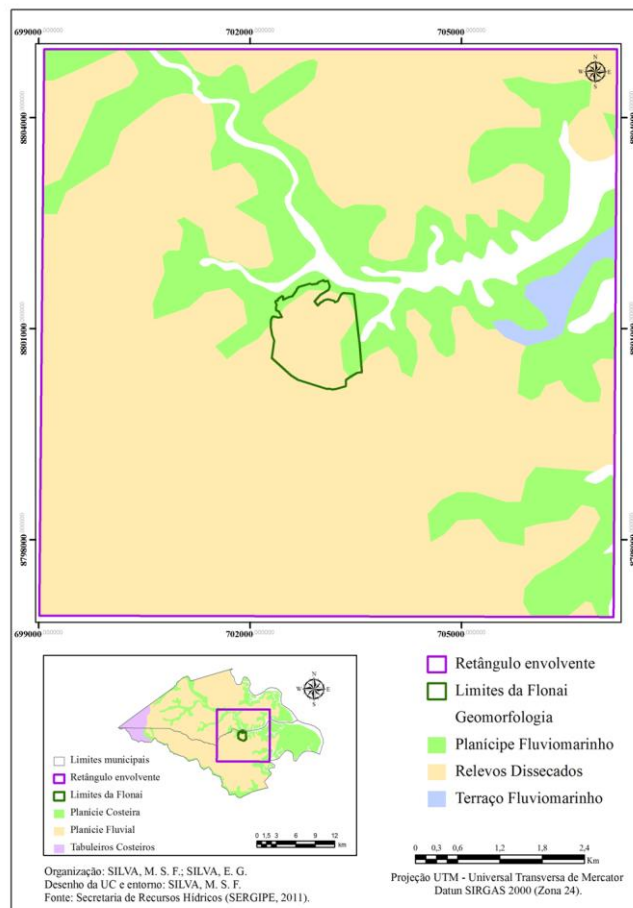 699000
702000
705000
8804000
8804000
N
W
E
S
8801000
8801000
8798000
8798000
699000
702000
705000
N
W
E
S
Limites municipais
Retângulo envolvente
Limites da Flonai
Planície Costeira
Planície Fluvial
Tabuleiros Costeiros
0 1,5 3 6 9 12
Km
Retângulo envolvente
Limites da Flonai
Geomorfologia
Planícipe Fluviomarinho
Relevos Dissecados
Terraço Fluviomarinho
0 0,3 0,6 1,2 1,8 2,4
Km
Organização: SILVA, M. S. F.; SILVA, E. G.
Desenho da UC e entorno: SILVA, M. S. F.
Fonte: Secretaria de Recursos Hídricos (SERGIPE, 2011).
Projeção UTM - Universal Transversa de Mercator
Datun SIRGAS 2000 (Zona 24).